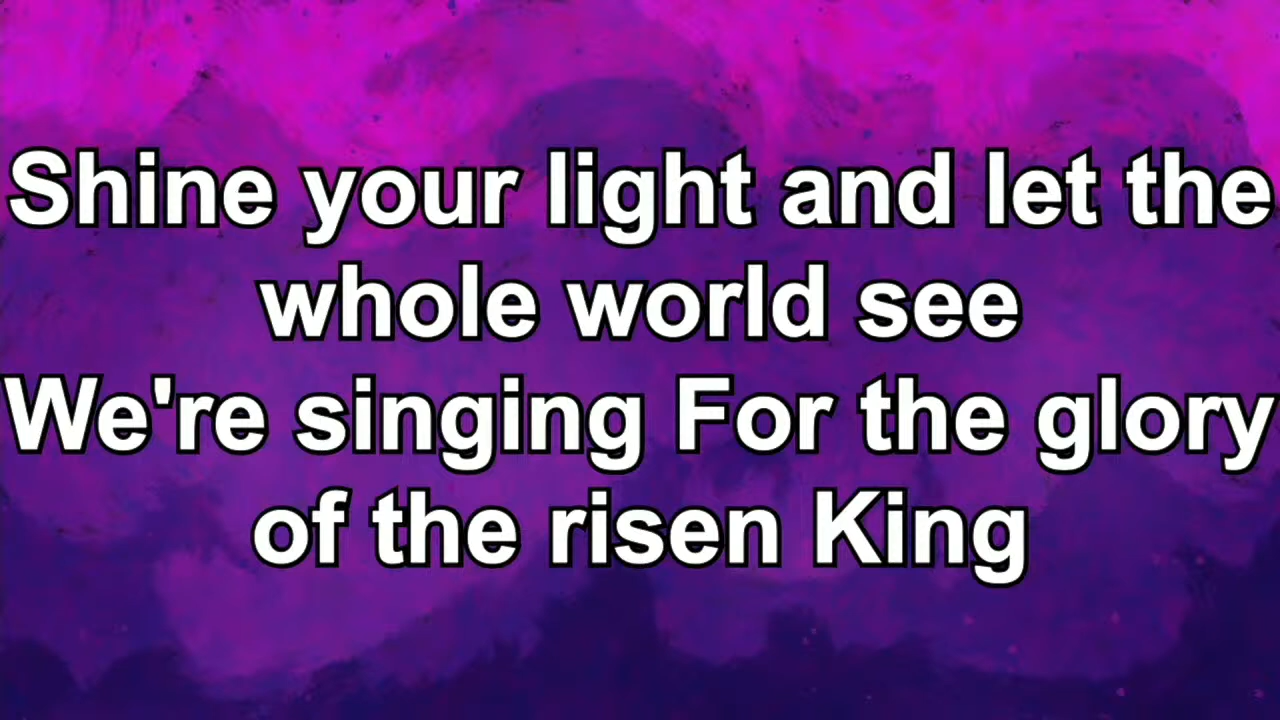 Shine your light and let the
whole world see
We're singing For the glory
of the risen King